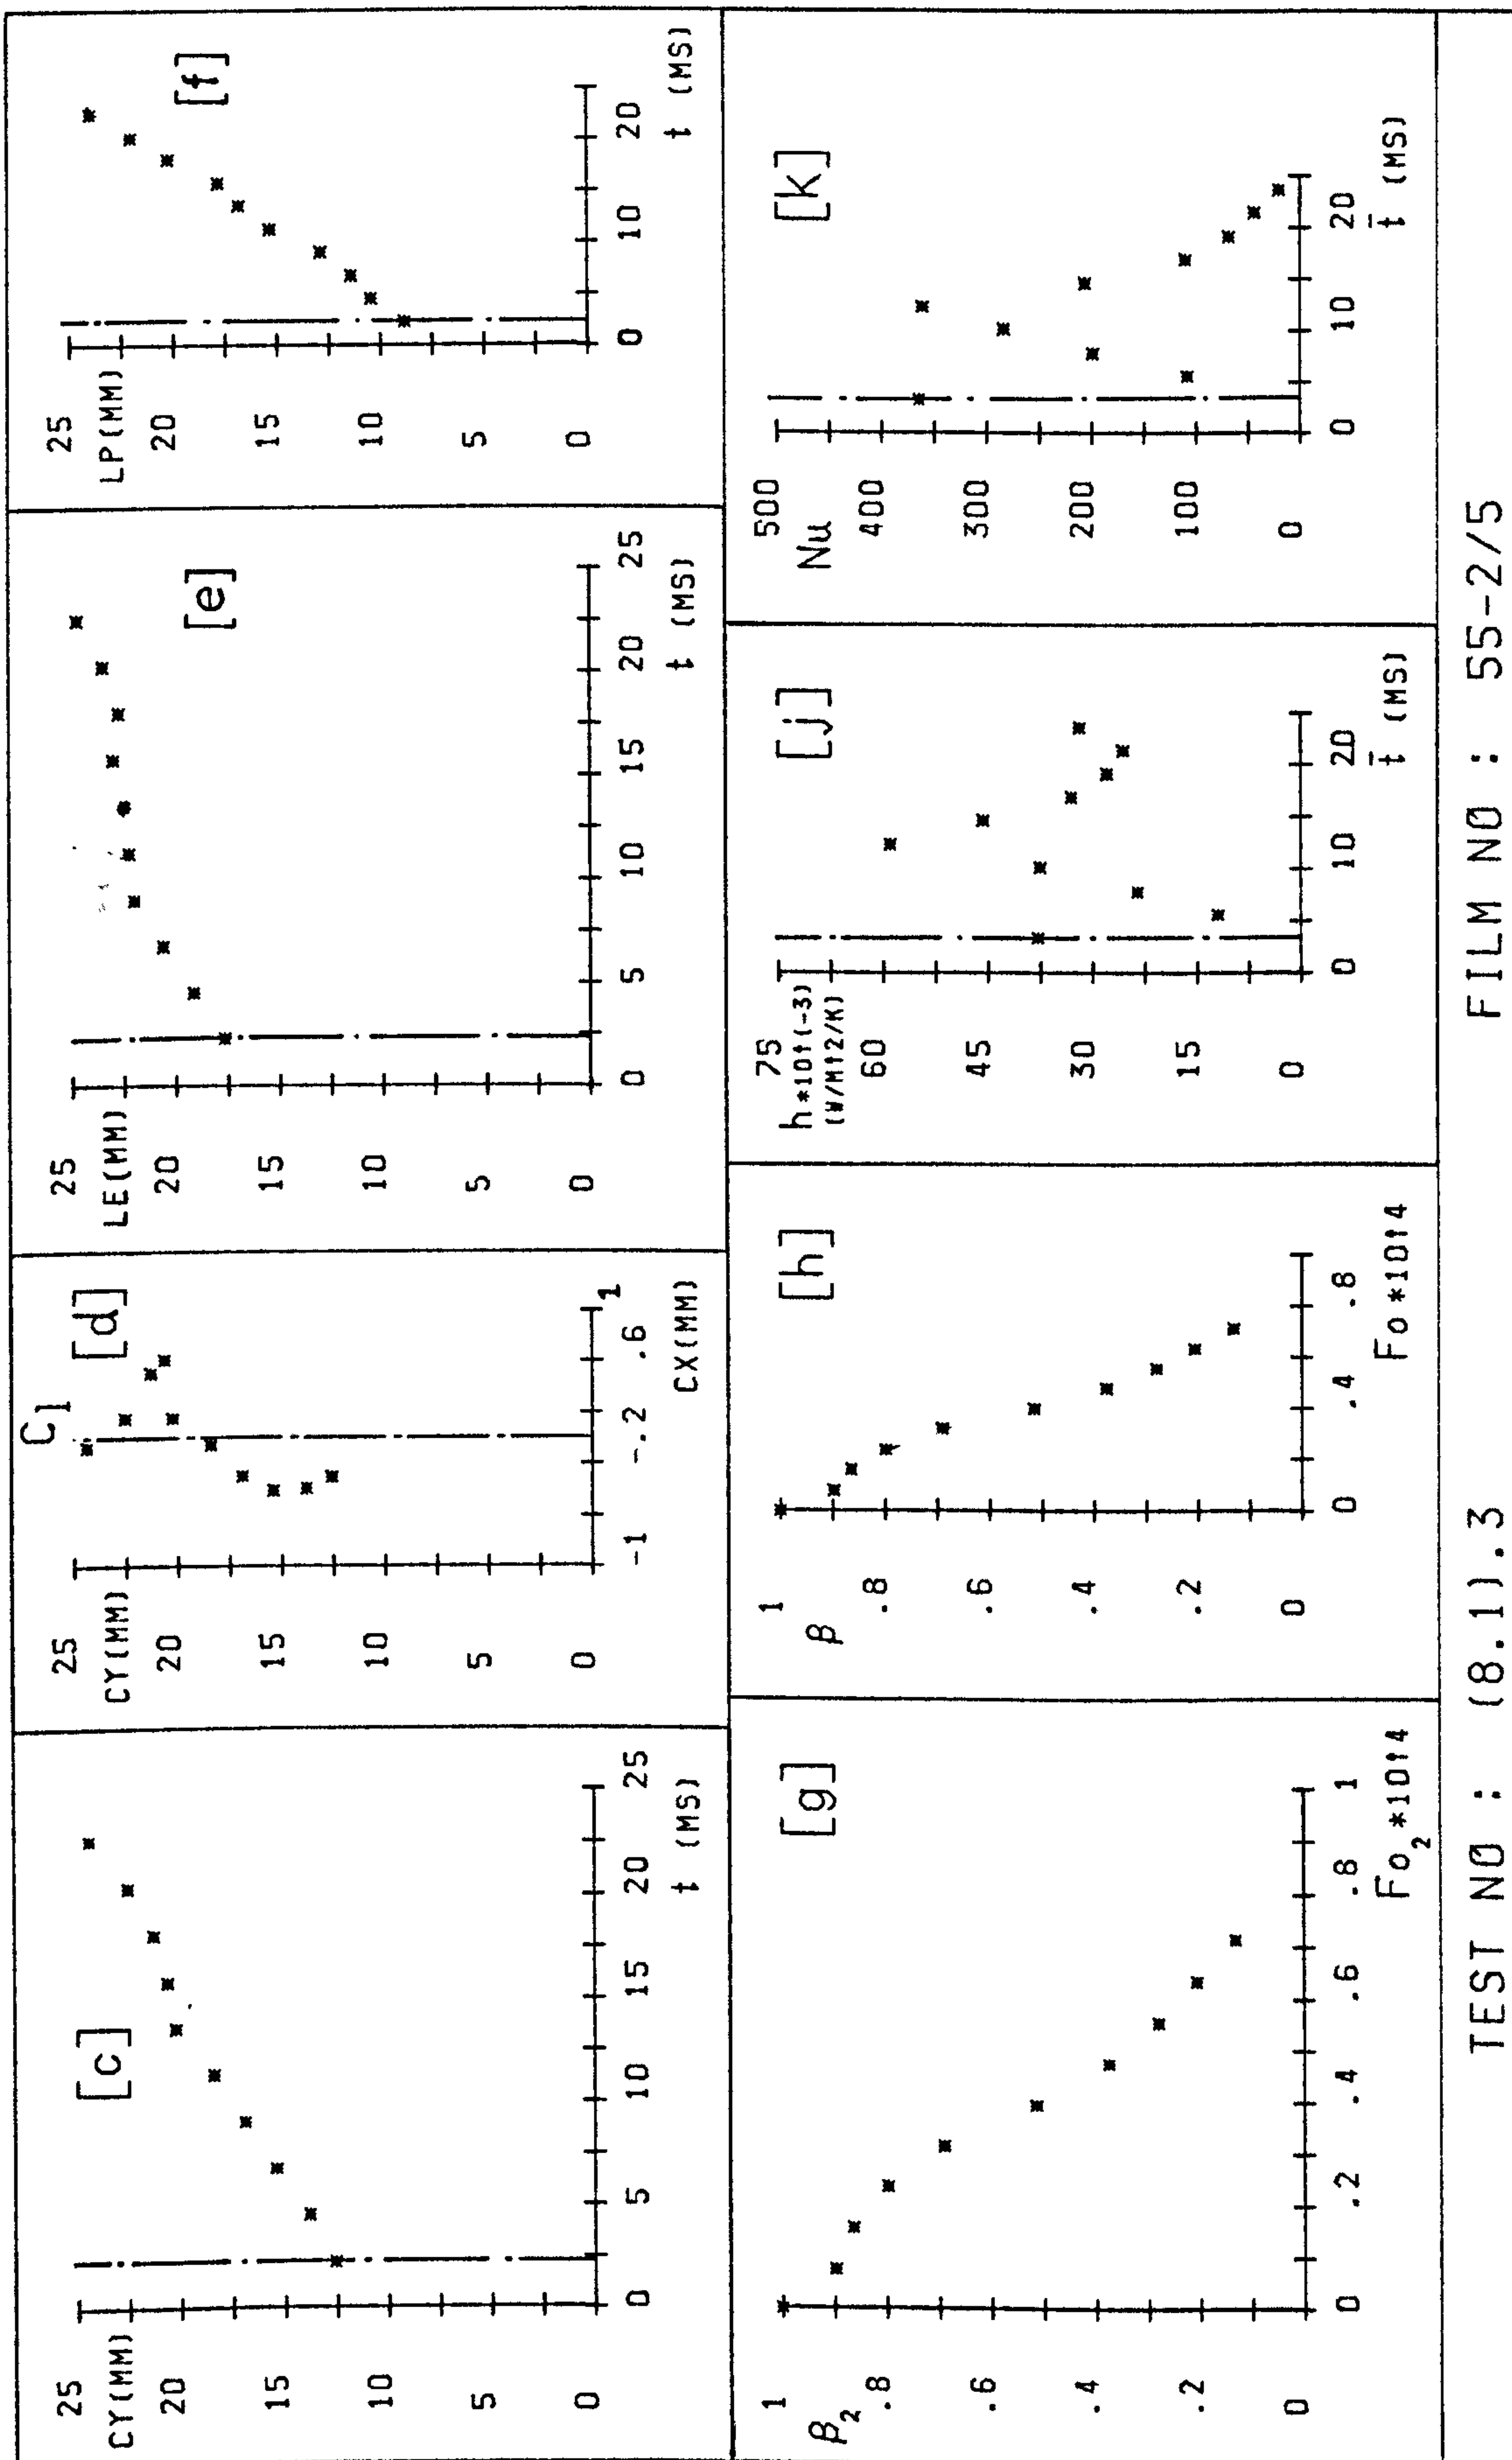 [c]
CY(MM)
25
20
15
10
5
0
0 5 10 15 20 25
t (MS)
[d]
C1
CY(MM)
25
20
15
10
5
0
-1 -.2 .6 1
CX(MM)
[e]
LE(MM)
25
20
15
10
5
0
0 5 10 15 20 25
t (MS)
[f]
LP(MM)
25
20
15
10
5
0
0 10 20
t (MS)
[g]
β2
1
.8
.6
.4
.2
0
0 .2 .4 .6 .8 1
Fo2*10↑4
[h]
β
1
.8
.6
.4
.2
0
0 .4 .8
Fo*10↑4
[j]
75
h*10↑(-3)
(W/M↑2/K)
60
45
30
15
0
0 10 20
t̄ (MS)
[k]
500
Nu
400
300
200
100
0
0 10 20
t̄ (MS)
TEST NØ : (8.1).3 FILM NØ : 55-2/5